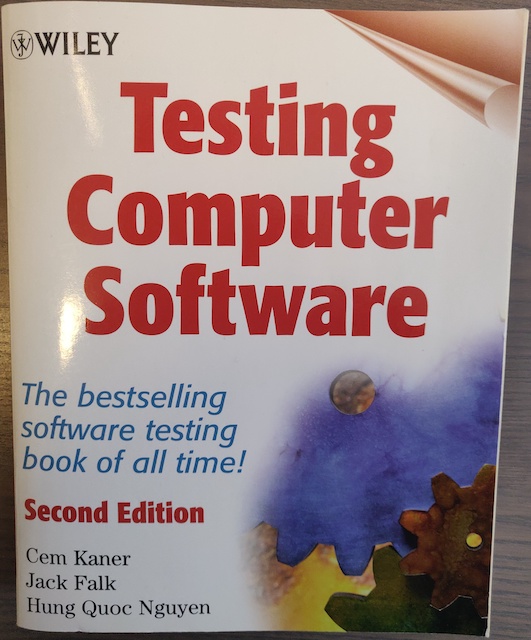 WILEY
Testing
Computer
Software
The bestselling
software testing
book of all time!
Second Edition
Cem Kaner
Jack Falk
Hung Quoc Nguyen